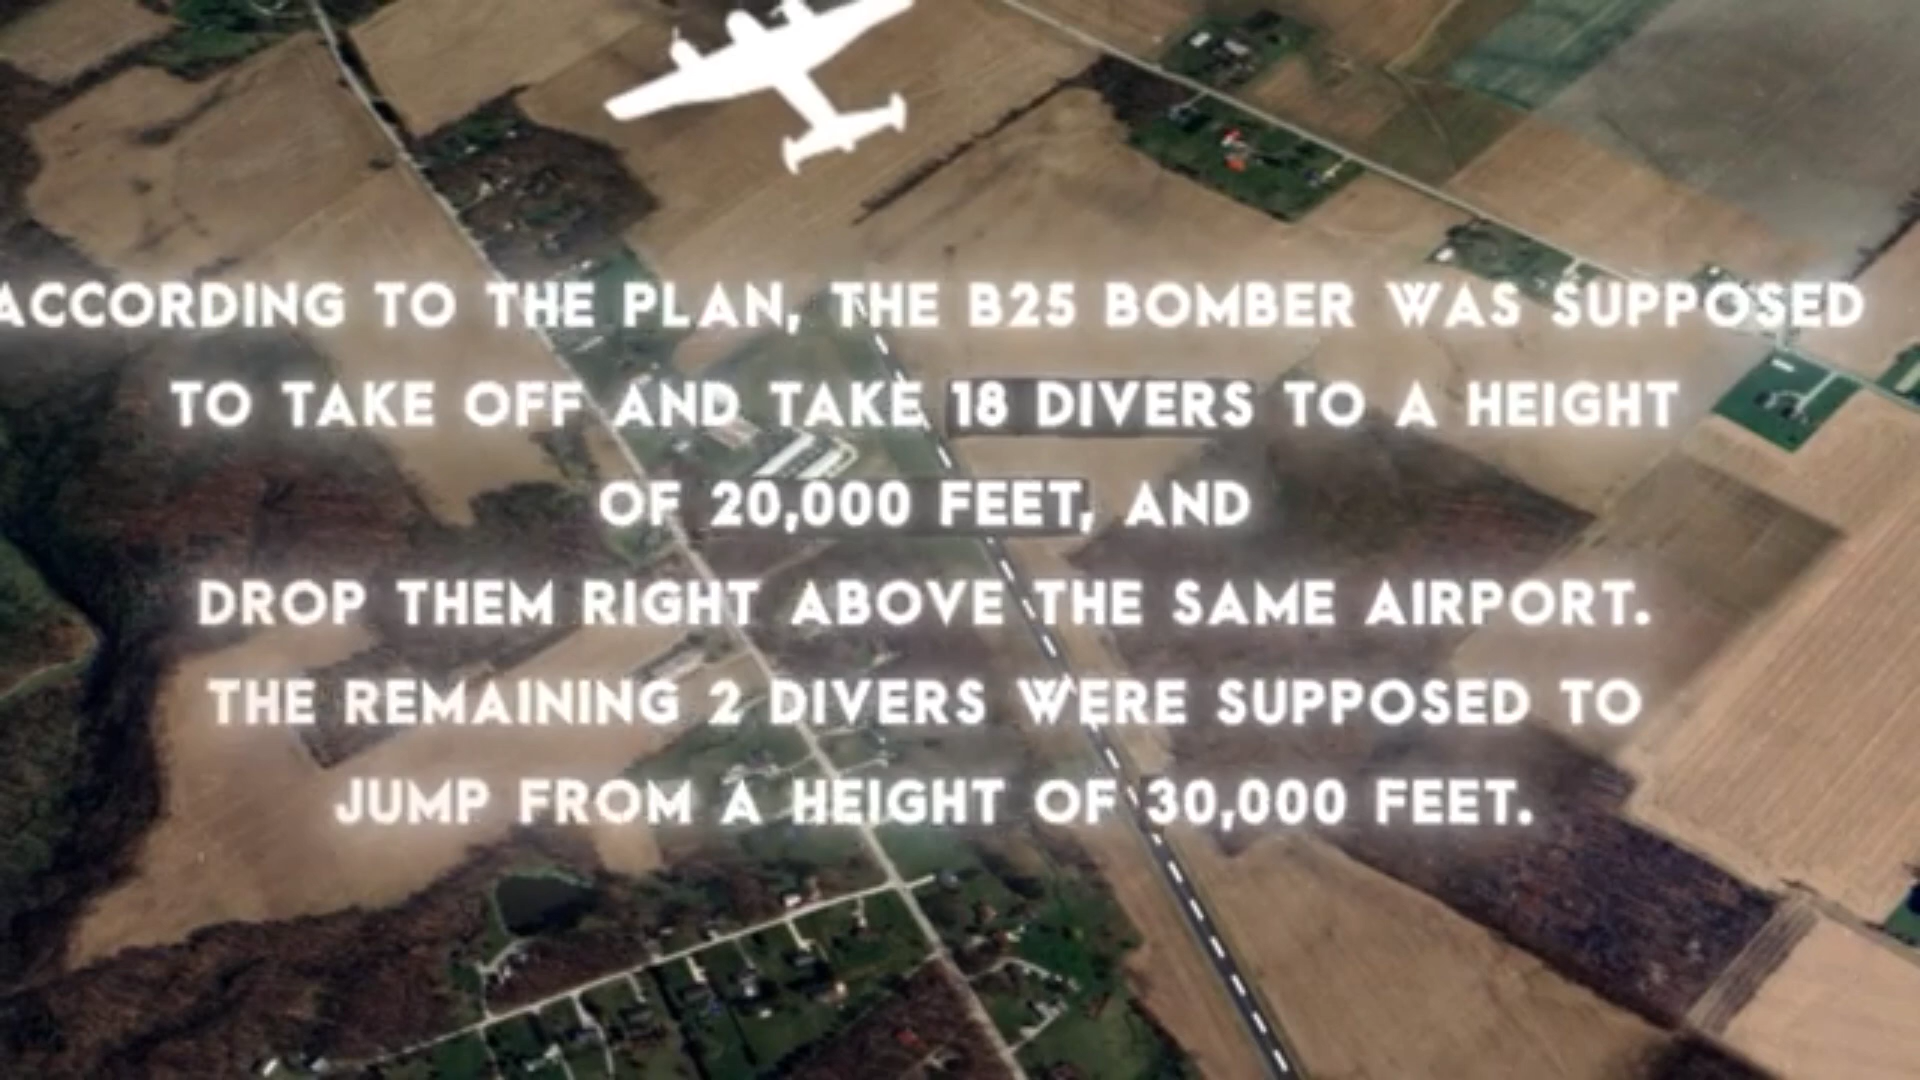 ACCORDING TO THE PLAN, THE B25 BOMBER WAS SUPPOSED
TO TAKE OFF AND TAKE 18 DIVERS TO A HEIGHT
OF 20,000 FEET, AND
DROP THEM RIGHT ABOVE THE SAME AIRPORT.
THE REMAINING 2 DIVERS WERE SUPPOSED TO
JUMP FROM A HEIGHT OF 30,000 FEET.